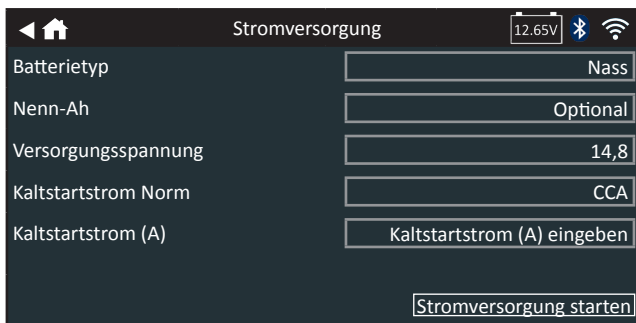 Stromversorgung 12.65V
Batterietyp Nass
Nenn-Ah Optional
Versorgungsspannung 14,8
Kaltstartstrom Norm CCA
Kaltstartstrom (A) Kaltstartstrom (A) eingeben
Stromversorgung starten